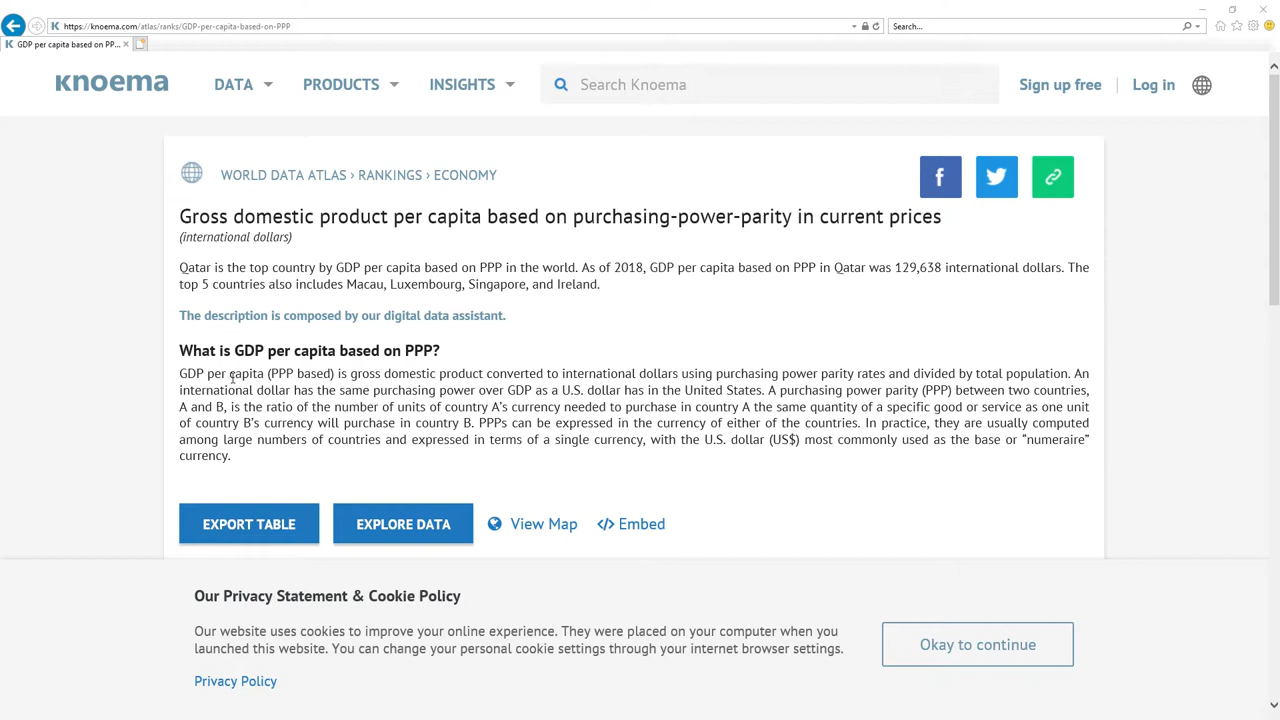 https://knoema.com/atlas/ranks/GDP-per-capita-based-on-PPP
Search...
GDP per capita based on PP...
knoema
DATA
PRODUCTS
INSIGHTS
Search Knoema
Sign up free
Log in
WORLD DATA ATLAS › RANKINGS › ECONOMY
Gross domestic product per capita based on purchasing-power-parity in current prices
(international dollars)
Qatar is the top country by GDP per capita based on PPP in the world. As of 2018, GDP per capita based on PPP in Qatar was 129,638 international dollars. The
top 5 countries also includes Macau, Luxembourg, Singapore, and Ireland.
The description is composed by our digital data assistant.
What is GDP per capita based on PPP?
GDP per capita (PPP based) is gross domestic product converted to international dollars using purchasing power parity rates and divided by total population. An
international dollar has the same purchasing power over GDP as a U.S. dollar has in the United States. A purchasing power parity (PPP) between two countries,
A and B, is the ratio of the number of units of country A’s currency needed to purchase in country A the same quantity of a specific good or service as one unit
of country B’s currency will purchase in country B. PPPs can be expressed in the currency of either of the countries. In practice, they are usually computed
among large numbers of countries and expressed in terms of a single currency, with the U.S. dollar (US$) most commonly used as the base or “numeraire”
currency.
EXPORT TABLE
EXPLORE DATA
View Map
Embed
Our Privacy Statement & Cookie Policy
Our website uses cookies to improve your online experience. They were placed on your computer when you
launched this website. You can change your personal cookie settings through your internet browser settings.
Okay to continue
Privacy Policy